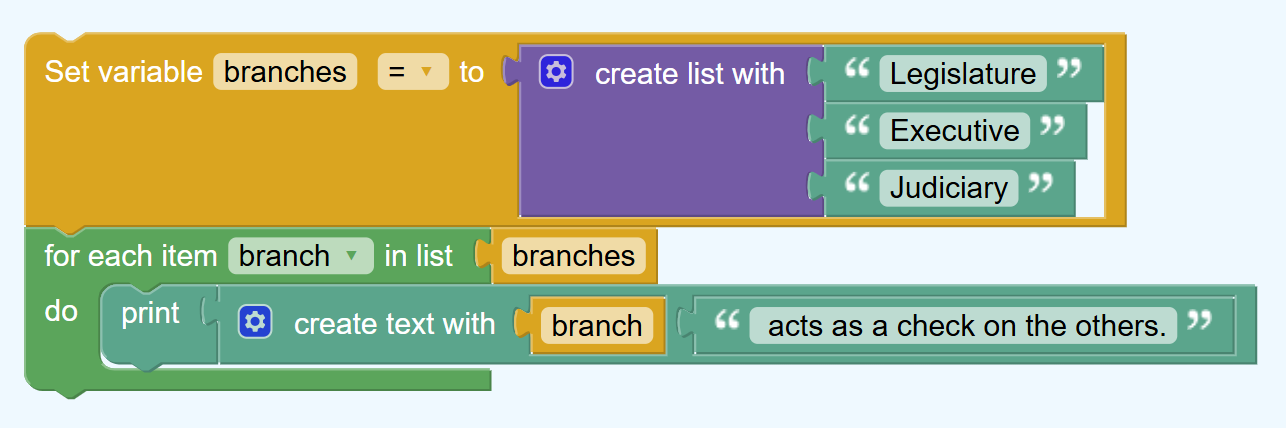 Set variable branches = ▾ to create list with “ Legislature ”
“ Executive ”
“ Judiciary ”
for each item branch ▾ in list branches
do print create text with branch “ acts as a check on the others. ”